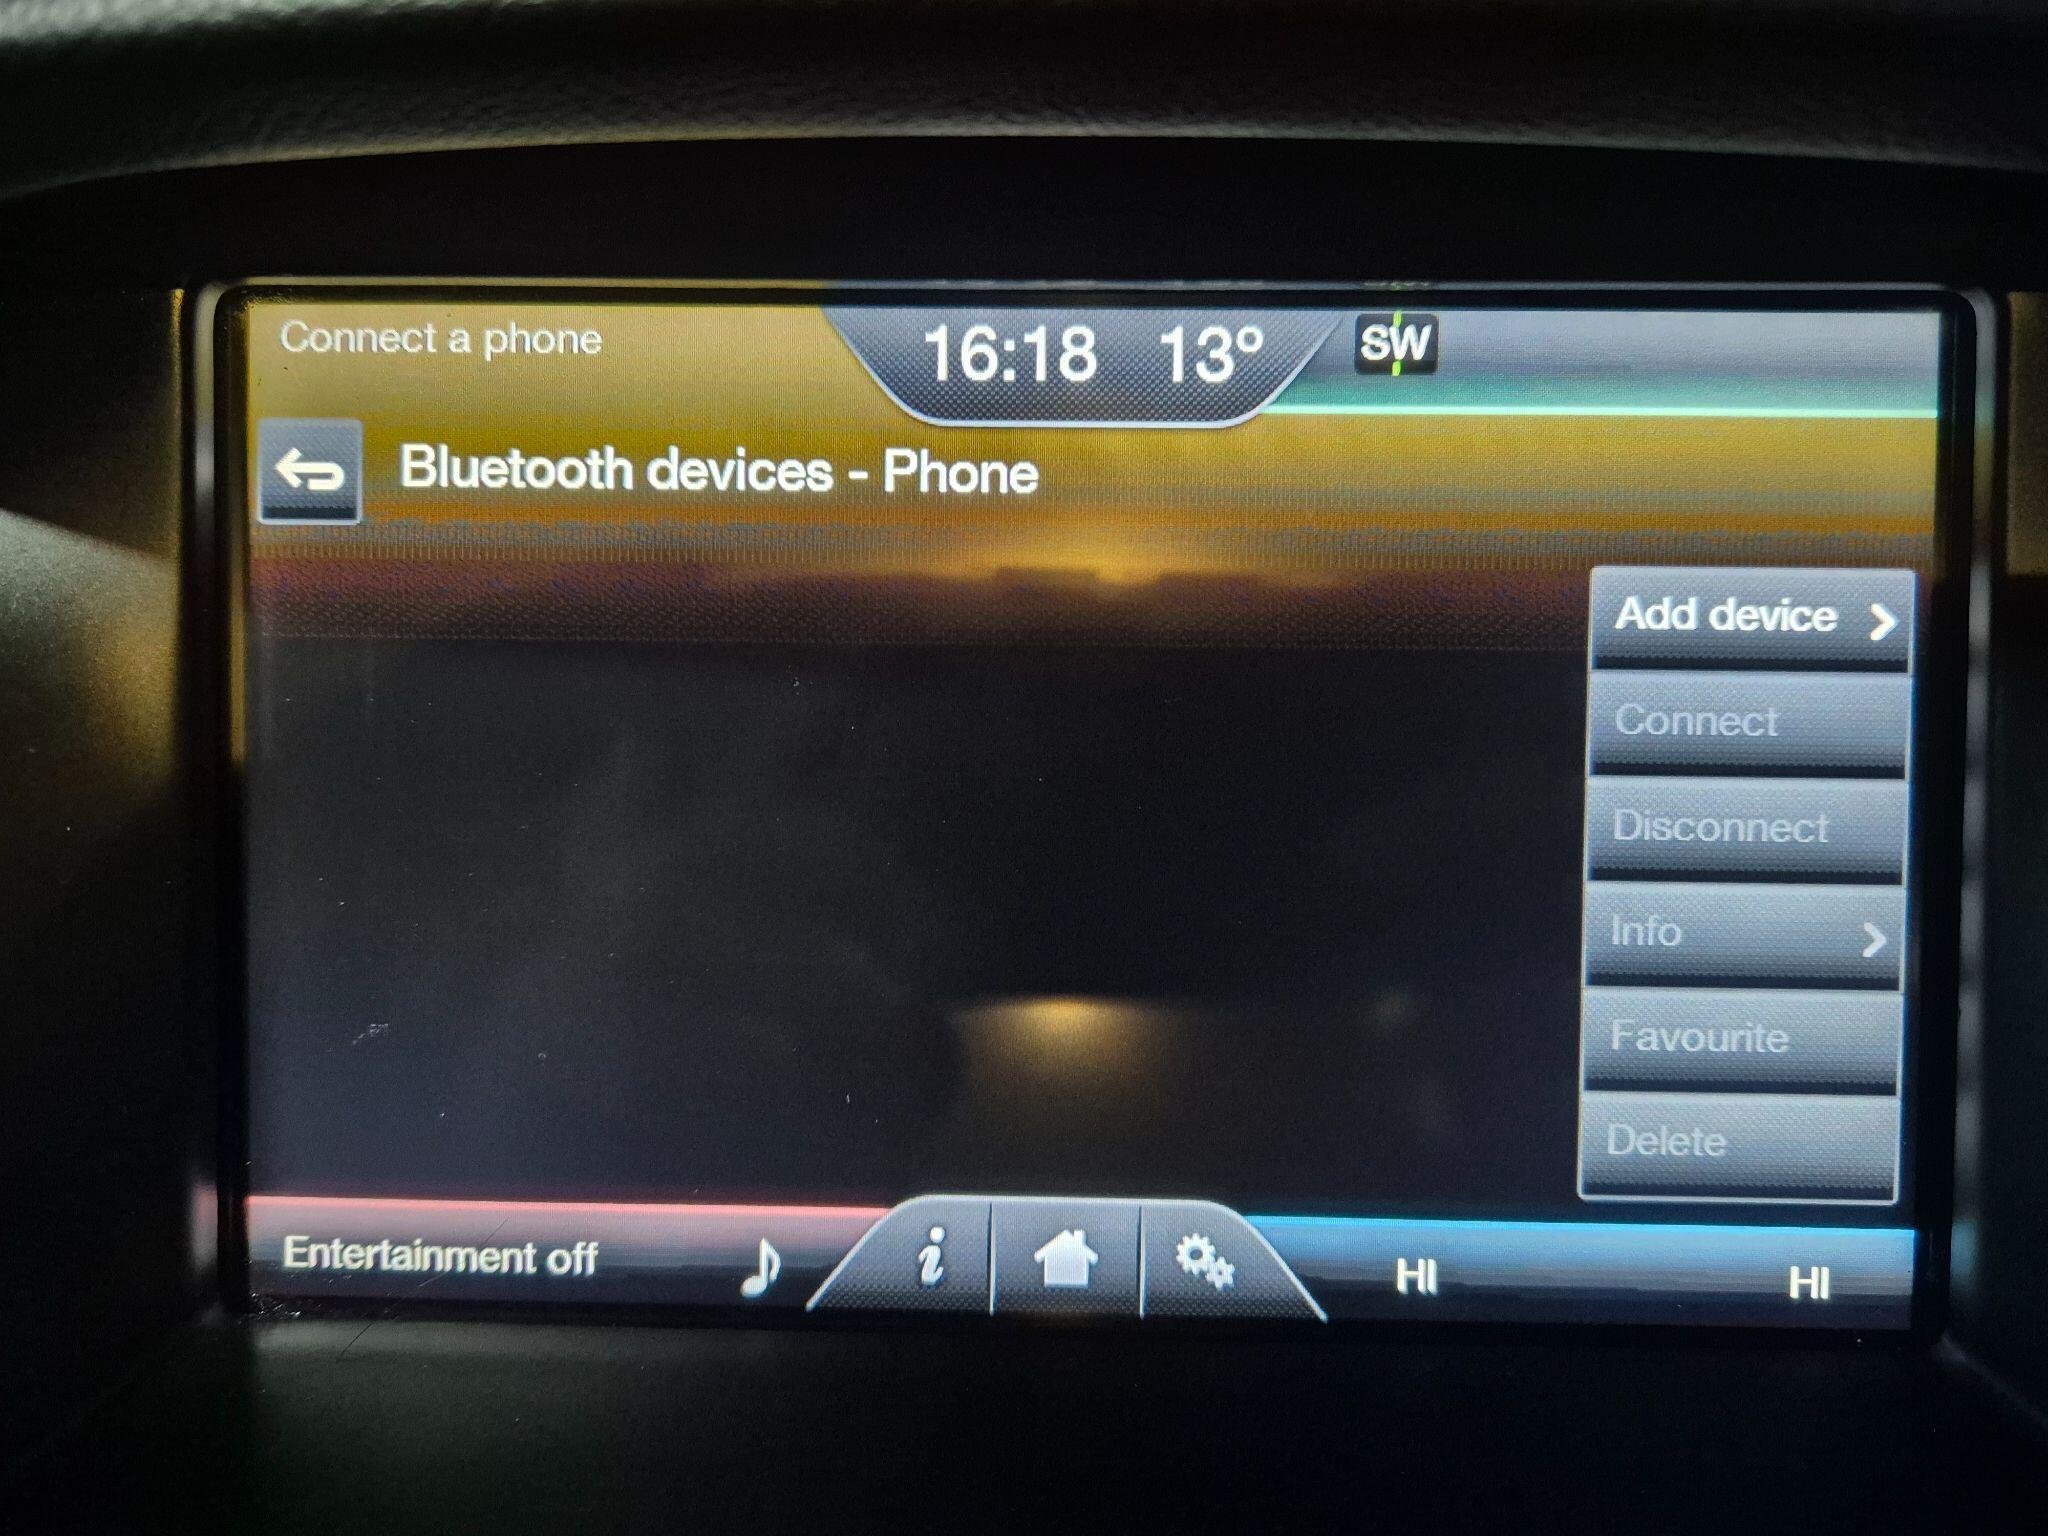 Connect a phone
16:18 13°
SW
Bluetooth devices - Phone
Add device
Connect
Disconnect
Info
Favourite
Delete
Entertainment off
i
HI
HI